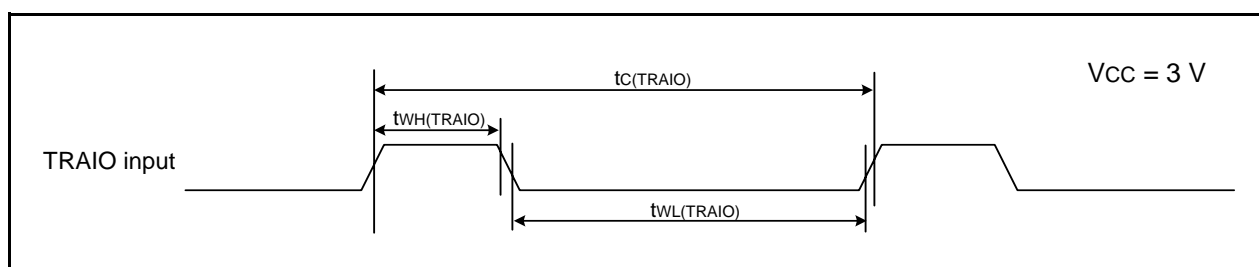 tC(TRAIO)
VCC = 3 V
tWH(TRAIO)
TRAIO input
tWL(TRAIO)